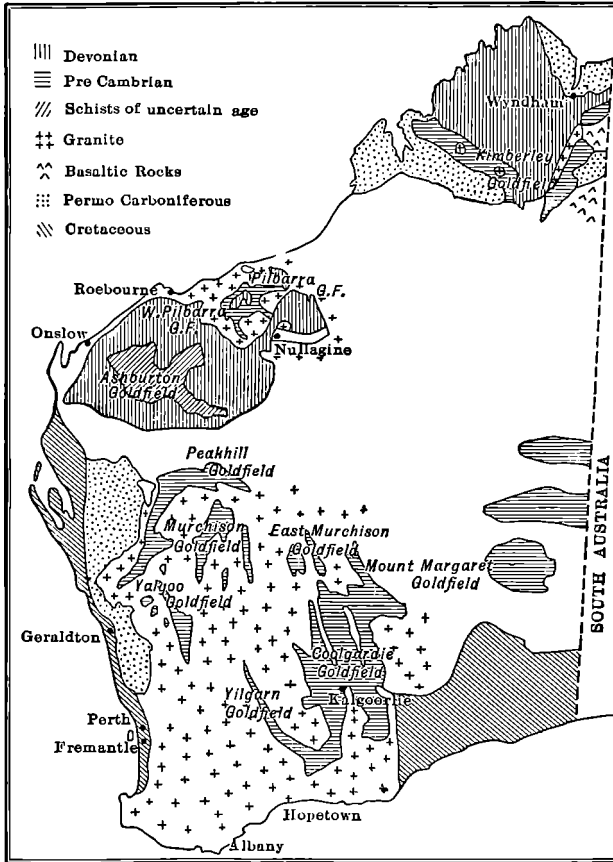 Devonian
Pre Cambrian
Schists of uncertain age
Granite
Basaltic Rocks
Permo Carboniferous
Cretaceous
Wyndham
Kimberley
Goldfield
Pilbarra
G.F.
Roebourne
W. Pilbarra
G.F.
Onslow
Nullagine
Ashburton
Goldfield
Peakhill
Goldfield
Murchison
Goldfield
East Murchison
Goldfield
Mount Margaret
Goldfield
SOUTH AUSTRALIA
Goldfield
Geraldton
Coolgardie
Goldfield
Kalgoorlie
Yilgarn
Goldfield
Perth
Fremantle
Hopetown
Albany